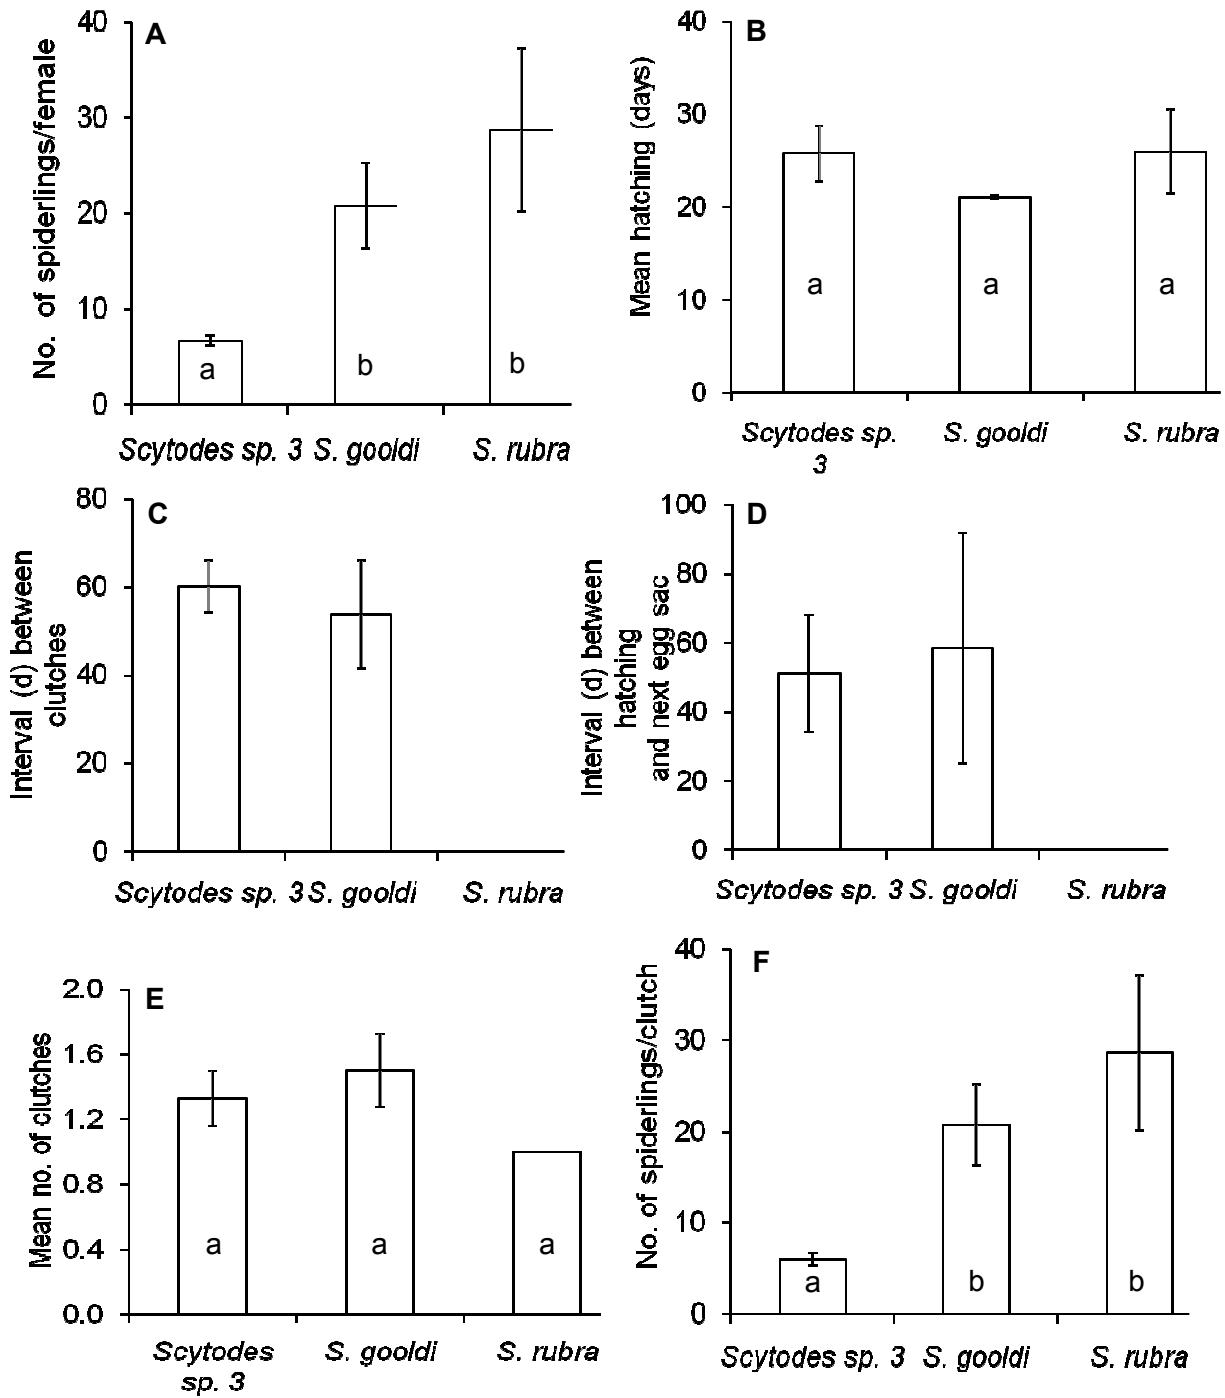 A
No. of spiderlings/female
40
30
20
10
0
a
b
b
Scytodes sp. 3 S. gooldi S. rubra
B
Mean hatching (days)
40
30
20
10
0
a
a
a
Scytodes sp. 3
S. gooldi
S. rubra
C
Interval (d) between
clutches
80
60
40
20
0
Scytodes sp. 3 S. gooldi S. rubra
D
Interval (d) between
hatching
and next egg sac
100
80
60
40
20
0
Scytodes sp. 3 S. gooldi S. rubra
E
Mean no. of clutches
2.0
1.6
1.2
0.8
0.4
0.0
a
a
a
Scytodes
sp. 3
S. gooldi
S. rubra
F
No. of spiderlings/clutch
40
30
20
10
0
a
b
b
Scytodes sp. 3 S. gooldi S. rubra